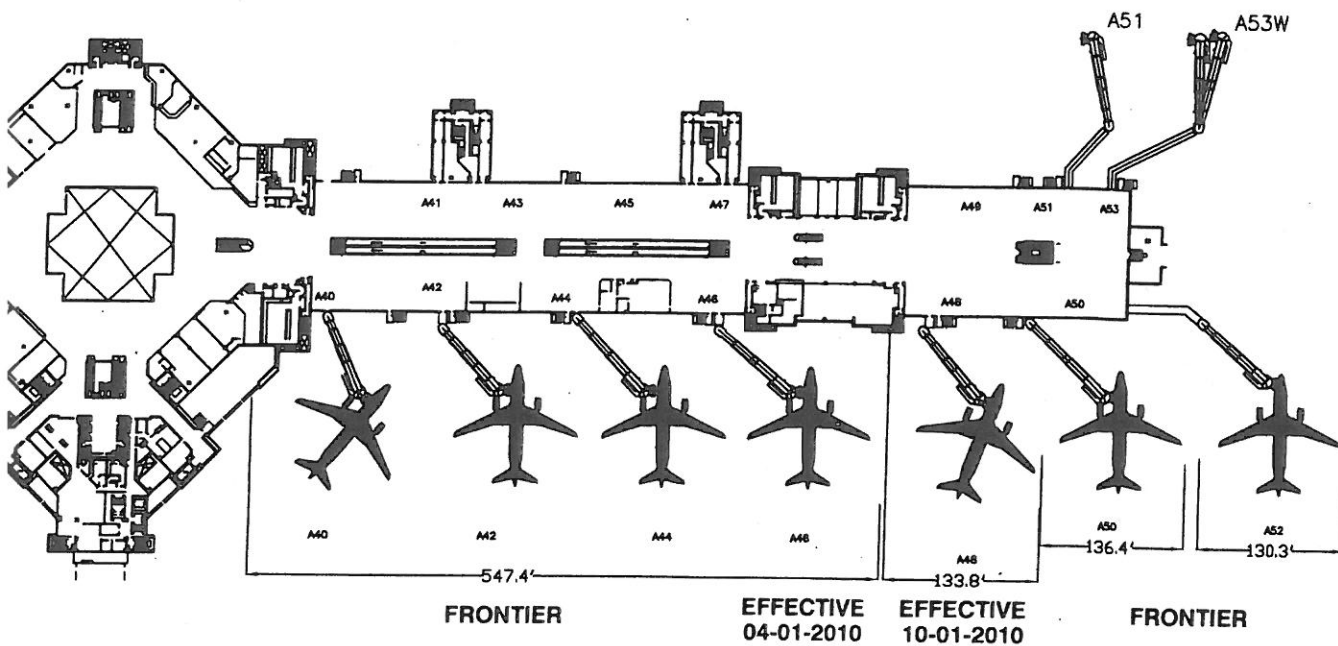 A51
A53W
A41
A43
A45
A47
A49
A51
A53
A40
A42
A44
A46
A48
A50
A40
A42
A44
A46
A48
A50
A52
547.4'
133.8'
136.4'
130.3'
FRONTIER
EFFECTIVE
04-01-2010
EFFECTIVE
10-01-2010
FRONTIER